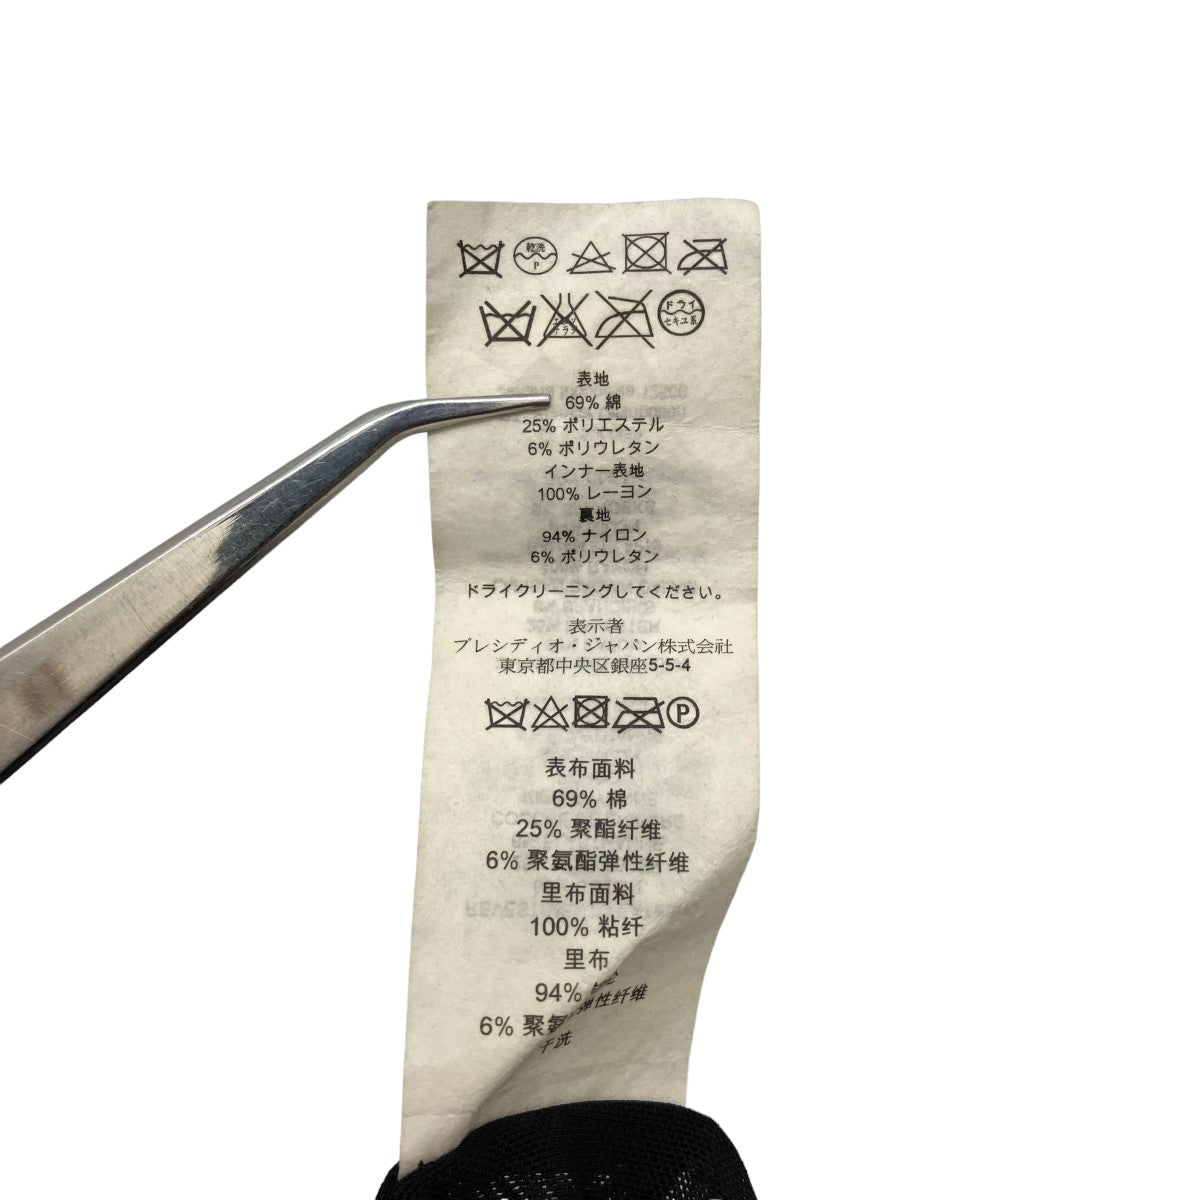 乾洗
P
ドライ
セキユ系
表地
69% 綿
25% ポリエステル
6% ポリウレタン
インナー表地
100% レーヨン
裏地
94% ナイロン
6% ポリウレタン
ドライクリーニングしてください。
表示者
プレシディオ・ジャパン株式会社
東京都中央区銀座5-5-4
P
表布面料
69% 棉
25% 聚酯纤维
6% 聚氨酯弹性纤维
里布面料
100% 粘纤
里布
94%
6% 聚氨
弹性纤维
干洗